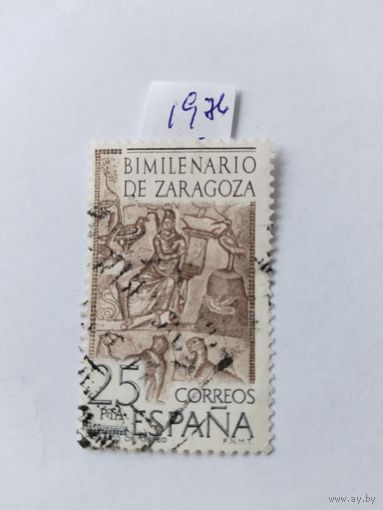 1976
BIMILENARIO
DE ZARAGOZA
25
PTA
CORREOS
ESPAÑA
F.N.M.T.
www.ay.by